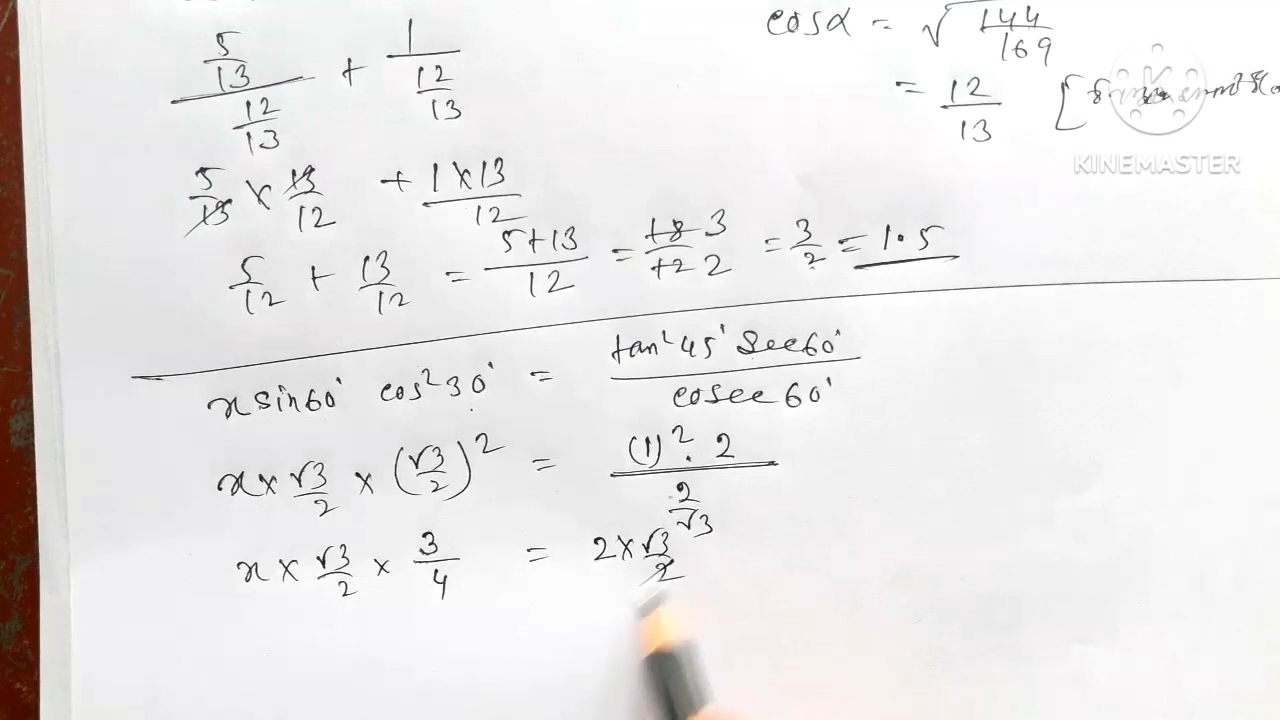 cosα = √144/169
= 12/13 [
KINEMASTER
5/13 / 12/13 + 1 / 12/13
5/13 × 13/12 + 1×13/12
5/12 + 13/12 = 5+13/12 = 18 3/12 2 = 3/2 = 1.5
x sin60° cos²30° = tan²45° sec60° / cosec60°
x × √3/2 × (√3/2)² = (1)² . 2 / 2/√3
x × √3/2 × 3/4 = 2 × √3/2